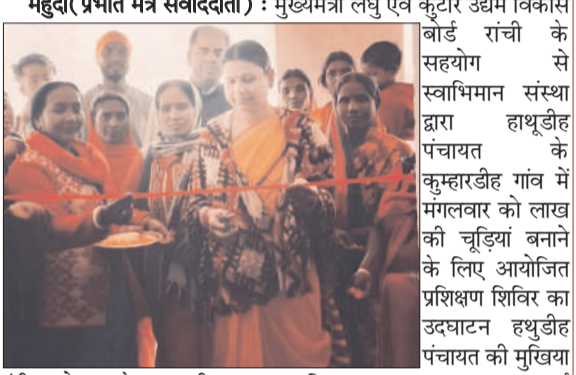 महुदा(प्रभात मंत्र संवाददाता) : मुख्यमंत्री लघु एवं कुटीर उद्यम विकास
बोर्ड रांची के
सहयोग से
स्वाभिमान संस्था
द्वारा हाथूडीह
पंचायत के
कुम्हारडीह गांव में
मंगलवार को लाख
की चूड़ियां बनाने
के लिए आयोजित
प्रशिक्षण शिविर का
उदघाटन हथुडीह
पंचायत की मुखिया